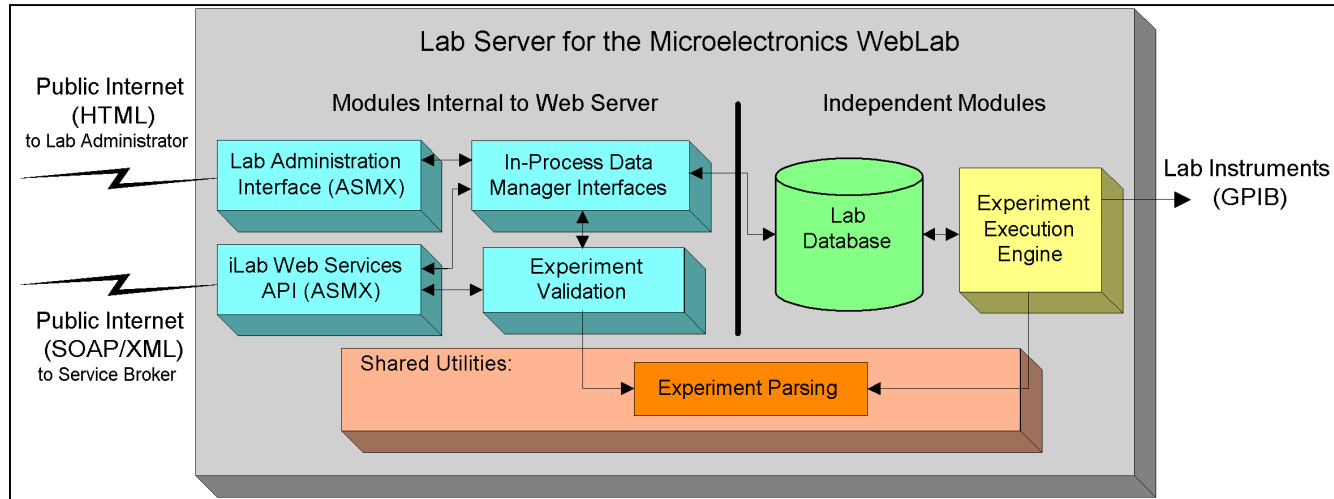 Lab Server for the Microelectronics WebLab
Public Internet
(HTML)
to Lab Administrator
Modules Internal to Web Server
Independent Modules
Lab Administration
Interface (ASMX)
In-Process Data
Manager Interfaces
Lab
Database
Experiment
Execution
Engine
Lab Instruments
(GPIB)
iLab Web Services
API (ASMX)
Experiment
Validation
Public Internet
(SOAP/XML)
to Service Broker
Shared Utilities:
Experiment Parsing